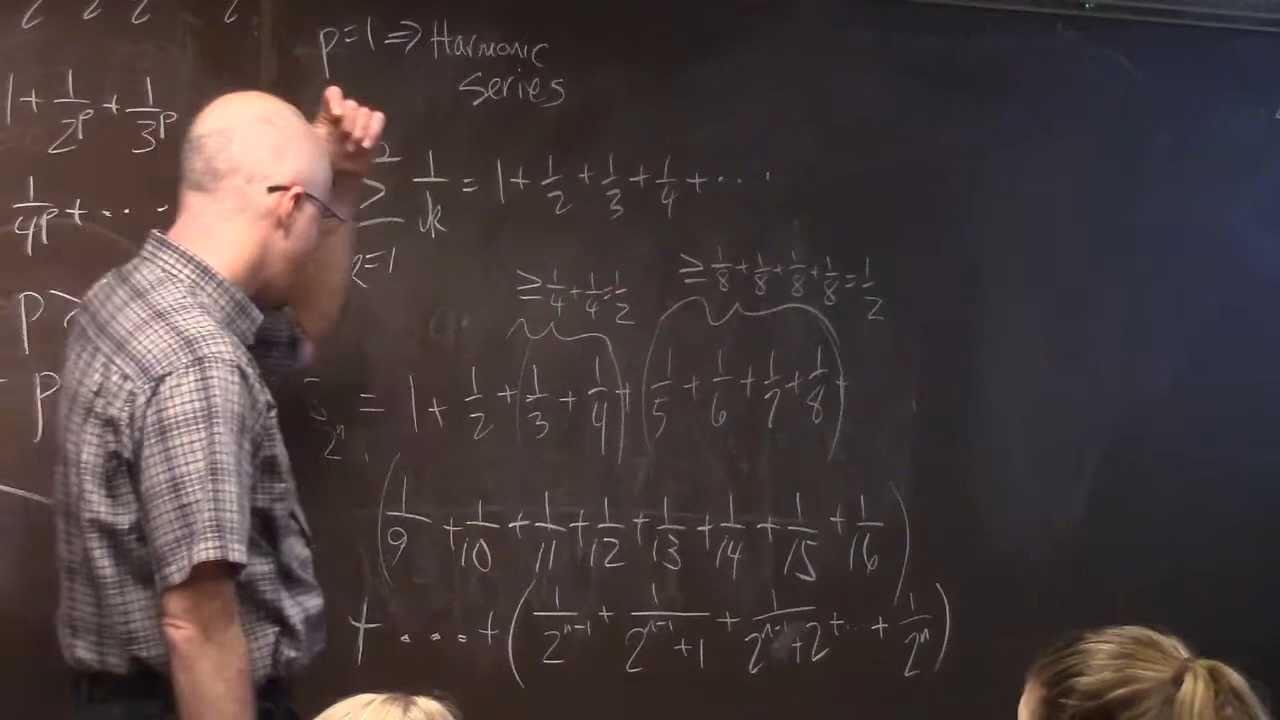 p=1 ⇒ Harmonic
series
1 + 1/2^p + 1/3^p
1/4^p + ...
∑ 1/k = 1 + 1/2 + 1/3 + 1/4 + ...
=1
≥ 1/4 + 1/4 = 1/2
≥ 1/8 + 1/8 + 1/8 + 1/8 = 1/2
p >
p
2^n = 1 + 1/2 + (1/3 + 1/4) + (1/5 + 1/6 + 1/7 + 1/8) +
(1/9 + 1/10 + 1/11 + 1/12 + 1/13 + 1/14 + 1/15 + 1/16)
+ ... + (1/2^{n-1} + 1/(2^{n-1}+1) + 1/(2^{n-1}+2) + ... + 1/2^n)